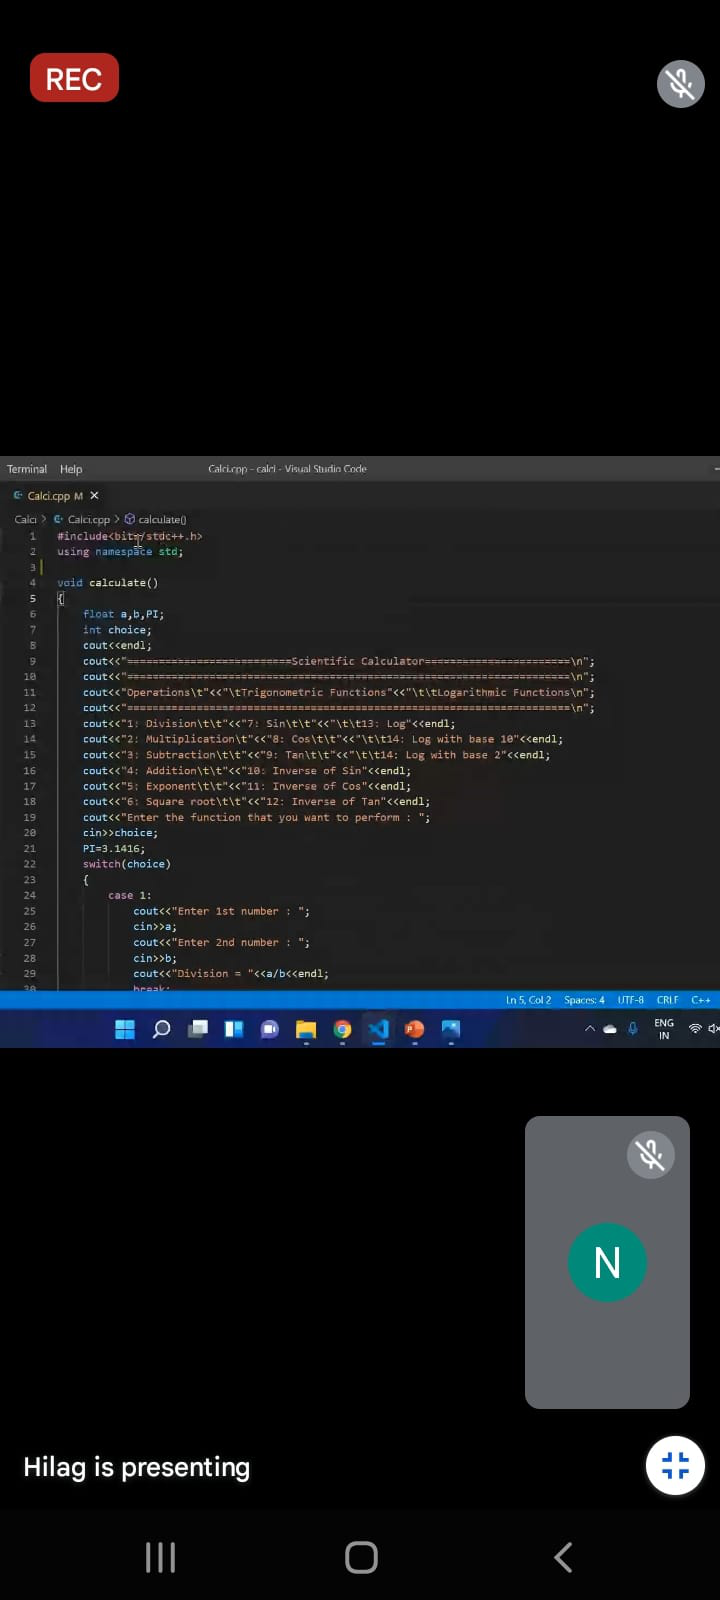 REC
Terminal Help Calci.cpp - calci - Visual Studio Code
Calci.cpp M
Calci > Calci.cpp > calculate()
1 #include<bits/stdc++.h>
2 using namespace std;
3
4 void calculate()
5 {
6 float a,b,PI;
7 int choice;
8 cout<<endl;
9 cout<<"==========================Scientific Calculator=======================\n";
10 cout<<"======================================================================\n";
11 cout<<"Operations\t"<<"\tTrigonometric Functions"<<"\t\tLogarithmic Functions\n";
12 cout<<"======================================================================\n";
13 cout<<"1: Division\t\t"<<"7: Sin\t\t"<<"\t\t13: Log"<<endl;
14 cout<<"2: Multiplication\t"<<"8: Cos\t\t"<<"\t\t14: Log with base 10"<<endl;
15 cout<<"3: Subtraction\t\t"<<"9: Tan\t\t"<<"\t\t14: Log with base 2"<<endl;
16 cout<<"4: Addition\t\t"<<"10: Inverse of Sin"<<endl;
17 cout<<"5: Exponent\t\t"<<"11: Inverse of Cos"<<endl;
18 cout<<"6: Square root\t\t"<<"12: Inverse of Tan"<<endl;
19 cout<<"Enter the function that you want to perform : ";
20 cin>>choice;
21 PI=3.1416;
22 switch(choice)
23 {
24 case 1:
25 cout<<"Enter 1st number : ";
26 cin>>a;
27 cout<<"Enter 2nd number : ";
28 cin>>b;
29 cout<<"Division = "<<a/b<<endl;
30 break;
Ln 5, Col 2 Spaces: 4 UTF-8 CRLF C++
ENG
IN
N
Hilag is presenting